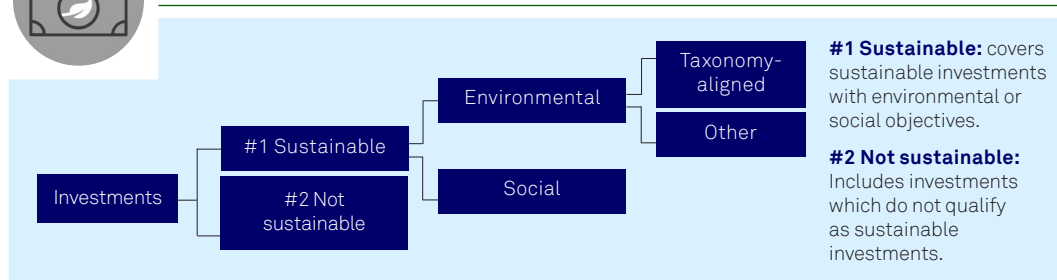 Investments
#1 Sustainable
#2 Not
sustainable
Environmental
Social
Taxonomy-
aligned
Other
#1 Sustainable: covers
sustainable investments
with environmental or
social objectives.
#2 Not sustainable:
Includes investments
which do not qualify
as sustainable
investments.